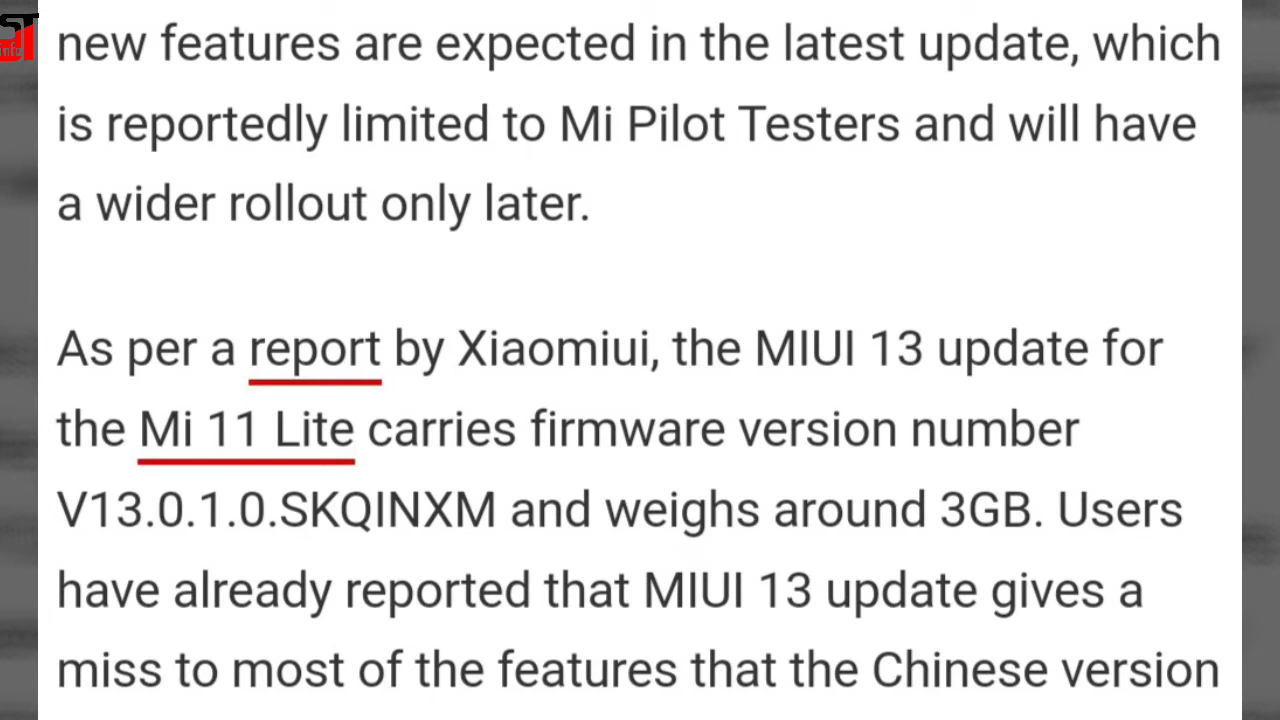 ST
info
new features are expected in the latest update, which
is reportedly limited to Mi Pilot Testers and will have
a wider rollout only later.
As per a report by Xiaomiui, the MIUI 13 update for
the Mi 11 Lite carries firmware version number
V13.0.1.0.SKQINXM and weighs around 3GB. Users
have already reported that MIUI 13 update gives a
miss to most of the features that the Chinese version